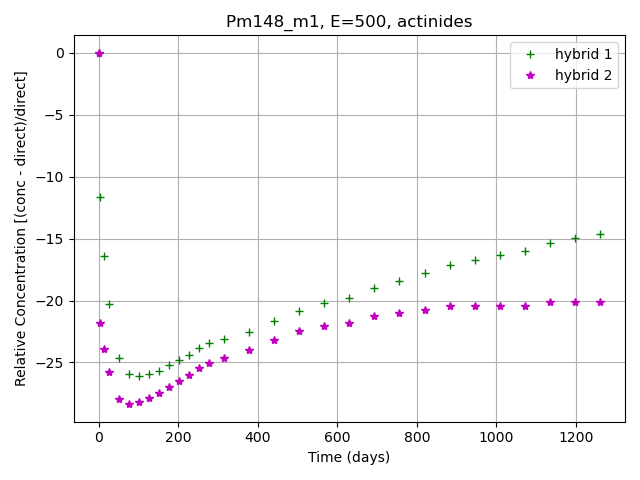 Pm148_m1, E=500, actinides
hybrid 1
hybrid 2
Relative Concentration [(conc - direct)/direct]
0
−5
−10
−15
−20
−25
0 200 400 600 800 1000 1200
Time (days)